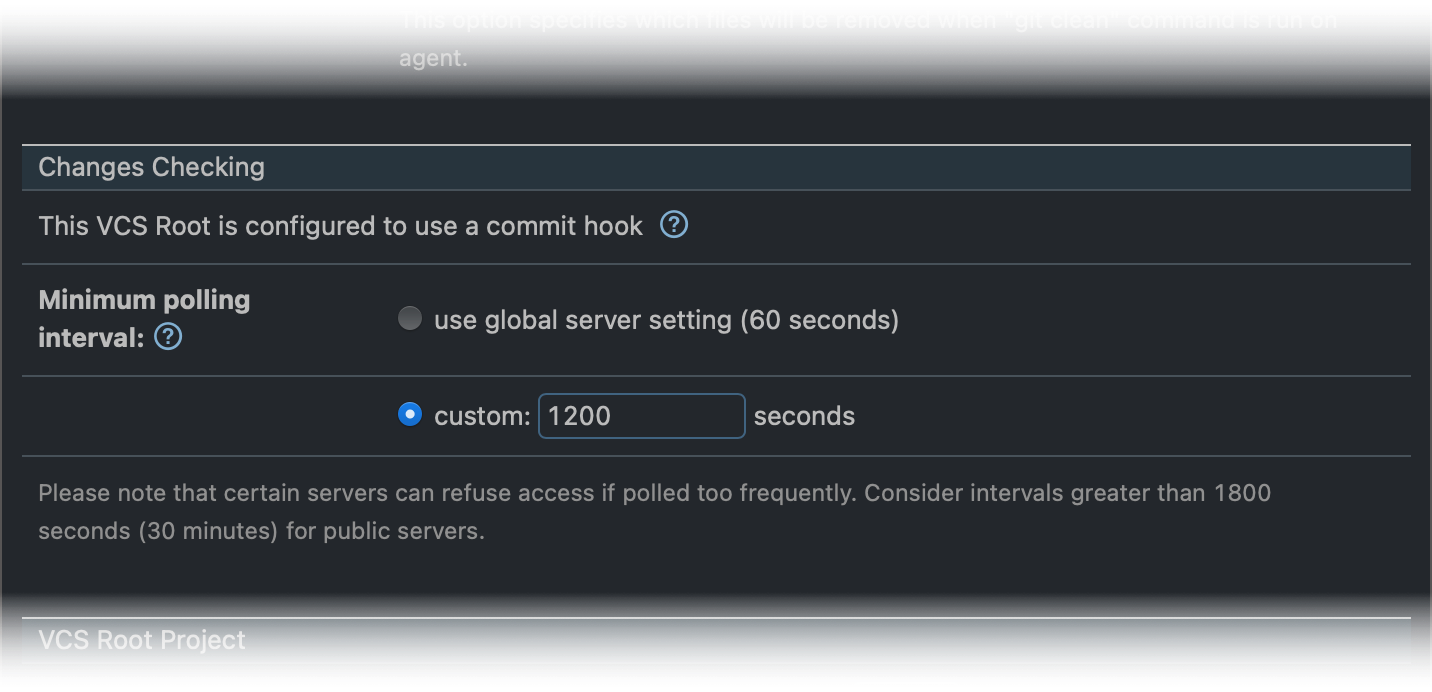 This option specifies which files will be removed when "git clean" command is run on
agent.
Changes Checking
This VCS Root is configured to use a commit hook ?
Minimum polling
interval: ?
use global server setting (60 seconds)
custom: 1200 seconds
Please note that certain servers can refuse access if polled too frequently. Consider intervals greater than 1800
seconds (30 minutes) for public servers.
VCS Root Project